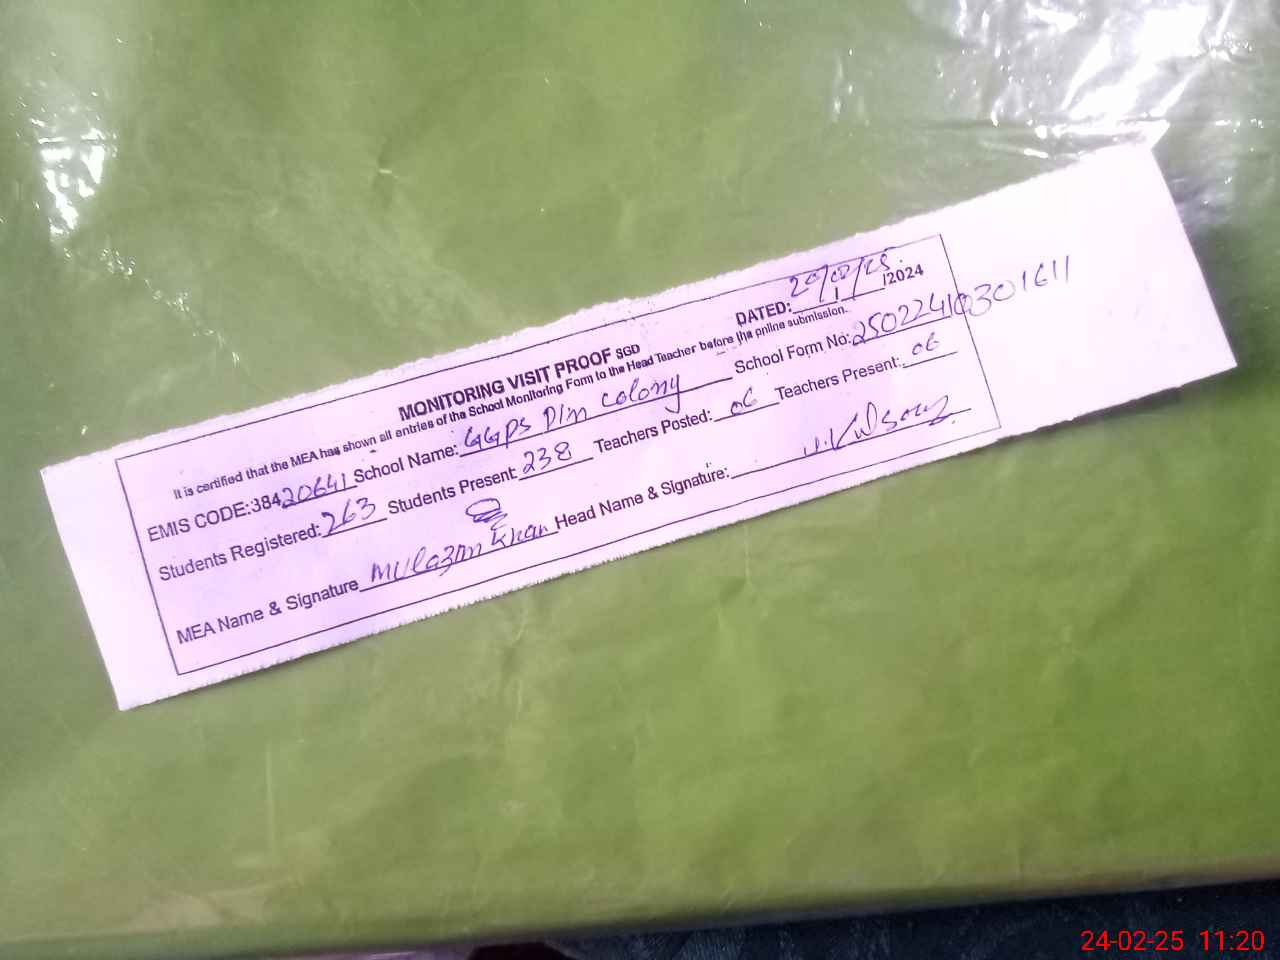 MONITORING VISIT PROOF SGD
DATED: 20/02/25 / /2024
It is certified that the MEA has shown all entries of the School Monitoring Form to the Head Teacher before the online submission.
EMIS CODE:38420641 School Name: GGPS Dln colony School Form No: 2502241030161
Students Registered: 263 Students Present: 238 Teachers Posted: 06 Teachers Present: 06
MEA Name & Signature Mulazm Khan Head Name & Signature:
24-02-25 11:20